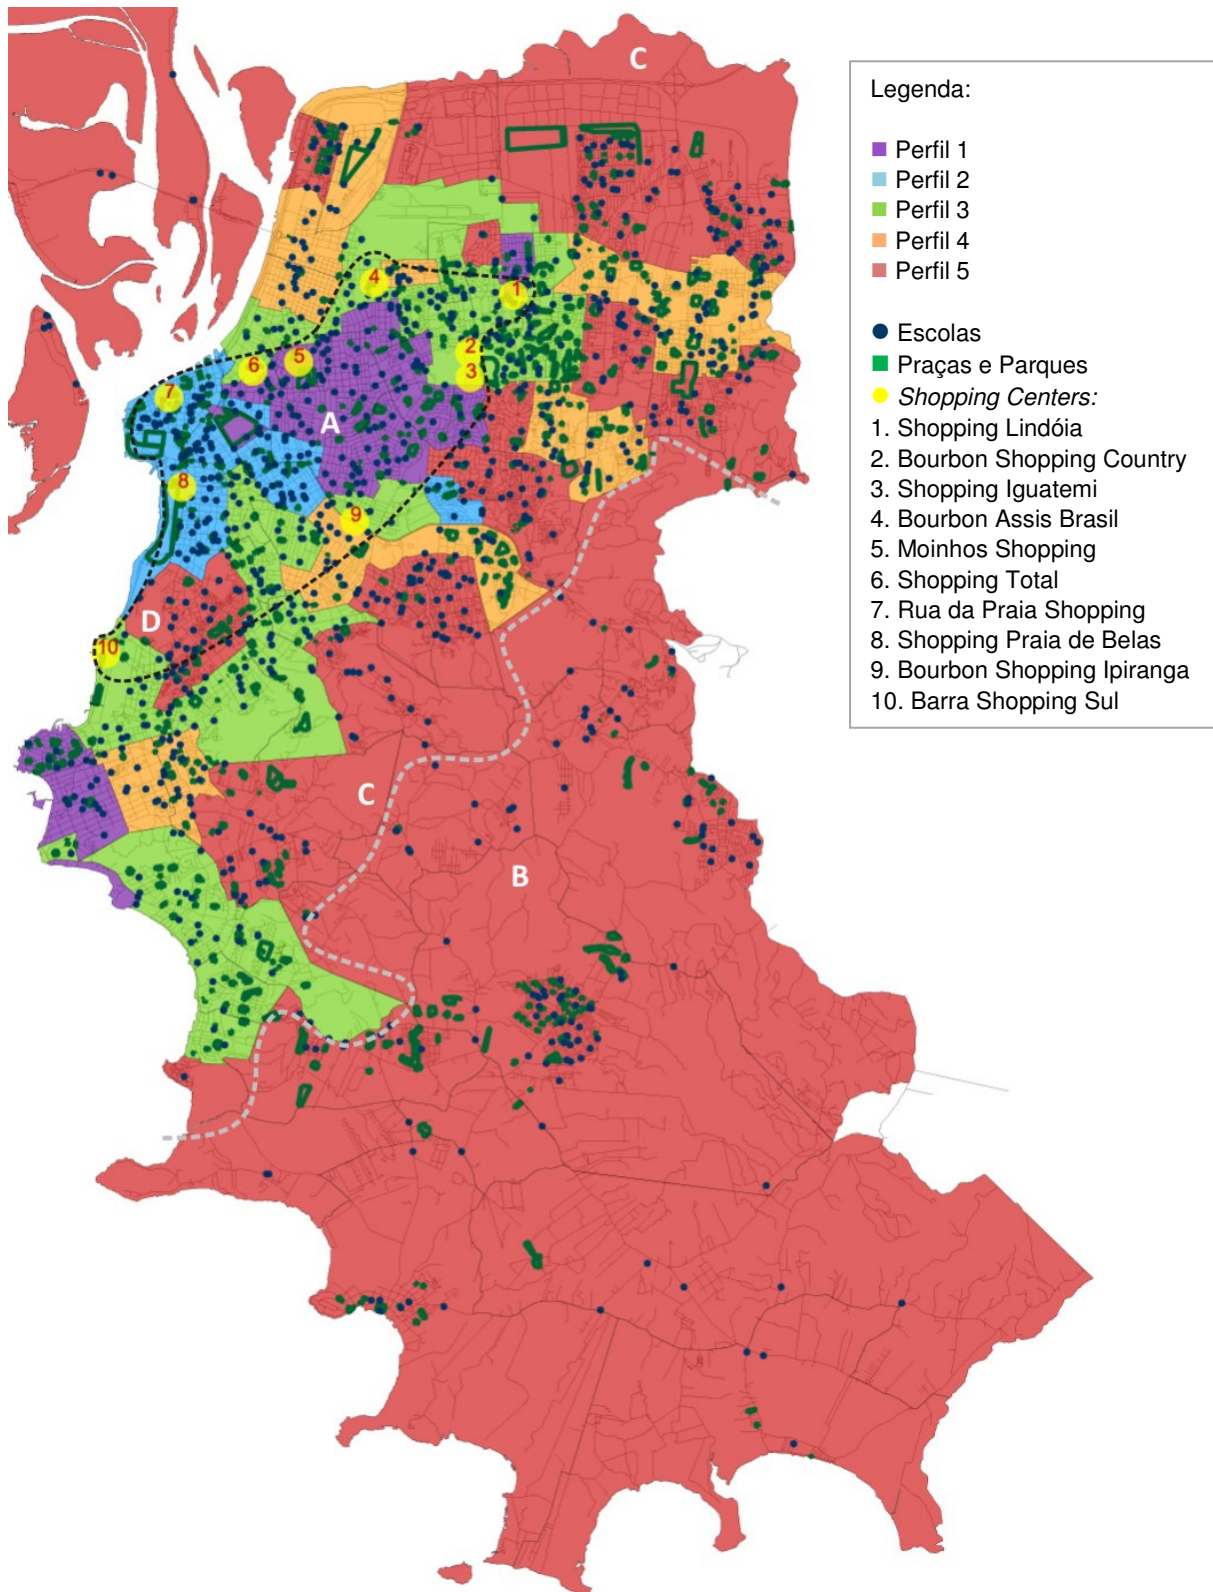 C
Legenda:
Perfil 1
Perfil 2
Perfil 3
Perfil 4
Perfil 5
Escolas
Praças e Parques
Shopping Centers:
1. Shopping Lindóia
2. Bourbon Shopping Country
3. Shopping Iguatemi
4. Bourbon Assis Brasil
5. Moinhos Shopping
6. Shopping Total
7. Rua da Praia Shopping
8. Shopping Praia de Belas
9. Bourbon Shopping Ipiranga
10. Barra Shopping Sul
4
1
2
5
6
3
7
A
8
9
D
10
C
B